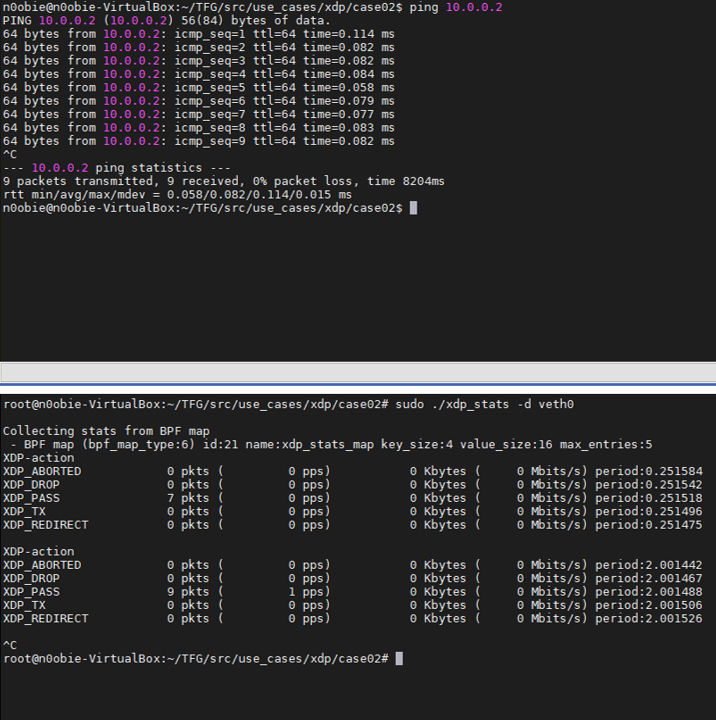 n0obie@n0obie-VirtualBox:~/TFG/src/use_cases/xdp/case02$ ping 10.0.0.2
PING 10.0.0.2 (10.0.0.2) 56(84) bytes of data.
64 bytes from 10.0.0.2: icmp_seq=1 ttl=64 time=0.114 ms
64 bytes from 10.0.0.2: icmp_seq=2 ttl=64 time=0.082 ms
64 bytes from 10.0.0.2: icmp_seq=3 ttl=64 time=0.082 ms
64 bytes from 10.0.0.2: icmp_seq=4 ttl=64 time=0.084 ms
64 bytes from 10.0.0.2: icmp_seq=5 ttl=64 time=0.058 ms
64 bytes from 10.0.0.2: icmp_seq=6 ttl=64 time=0.079 ms
64 bytes from 10.0.0.2: icmp_seq=7 ttl=64 time=0.077 ms
64 bytes from 10.0.0.2: icmp_seq=8 ttl=64 time=0.083 ms
64 bytes from 10.0.0.2: icmp_seq=9 ttl=64 time=0.082 ms
^C
--- 10.0.0.2 ping statistics ---
9 packets transmitted, 9 received, 0% packet loss, time 8204ms
rtt min/avg/max/mdev = 0.058/0.082/0.114/0.015 ms
n0obie@n0obie-VirtualBox:~/TFG/src/use_cases/xdp/case02$
root@n0obie-VirtualBox:~/TFG/src/use_cases/xdp/case02# sudo ./xdp_stats -d veth0
Collecting stats from BPF map
- BPF map (bpf_map_type:6) id:21 name:xdp_stats_map key_size:4 value_size:16 max_entries:5
XDP-action
XDP_ABORTED 0 pkts ( 0 pps) 0 Kbytes ( 0 Mbits/s) period:0.251584
XDP_DROP 0 pkts ( 0 pps) 0 Kbytes ( 0 Mbits/s) period:0.251542
XDP_PASS 7 pkts ( 0 pps) 0 Kbytes ( 0 Mbits/s) period:0.251518
XDP_TX 0 pkts ( 0 pps) 0 Kbytes ( 0 Mbits/s) period:0.251496
XDP_REDIRECT 0 pkts ( 0 pps) 0 Kbytes ( 0 Mbits/s) period:0.251475
XDP-action
XDP_ABORTED 0 pkts ( 0 pps) 0 Kbytes ( 0 Mbits/s) period:2.001442
XDP_DROP 0 pkts ( 0 pps) 0 Kbytes ( 0 Mbits/s) period:2.001467
XDP_PASS 9 pkts ( 1 pps) 0 Kbytes ( 0 Mbits/s) period:2.001488
XDP_TX 0 pkts ( 0 pps) 0 Kbytes ( 0 Mbits/s) period:2.001506
XDP_REDIRECT 0 pkts ( 0 pps) 0 Kbytes ( 0 Mbits/s) period:2.001526
^C
root@n0obie-VirtualBox:~/TFG/src/use_cases/xdp/case02#